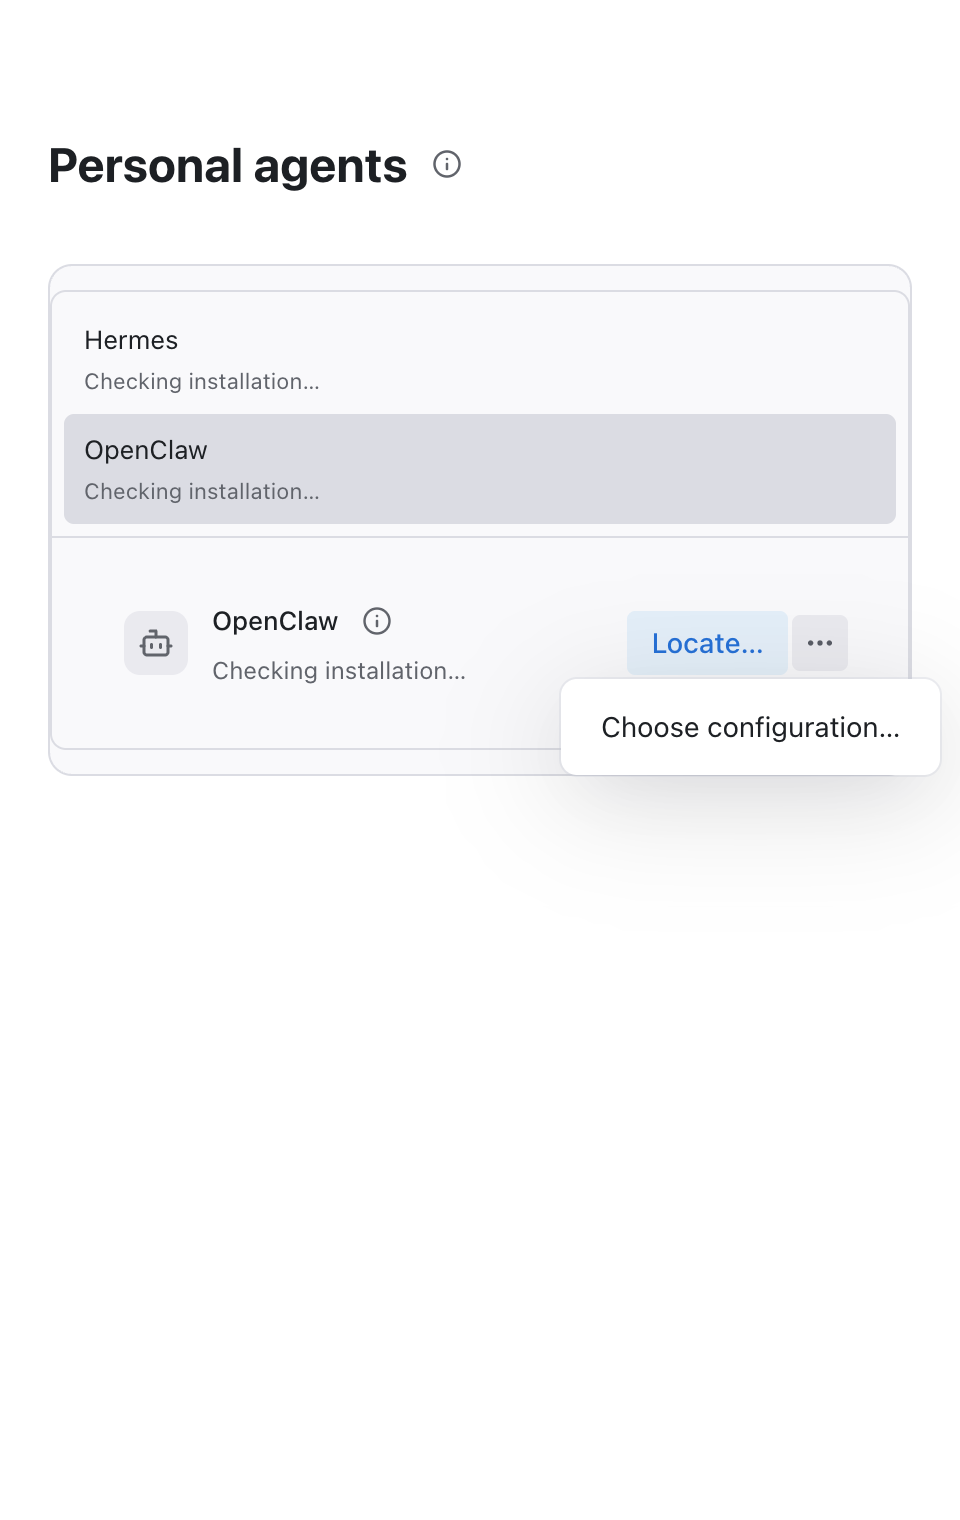 Personal agents
Hermes
Checking installation...
OpenClaw
Checking installation...
OpenClaw
Locate...
Checking installation...
Choose configuration...